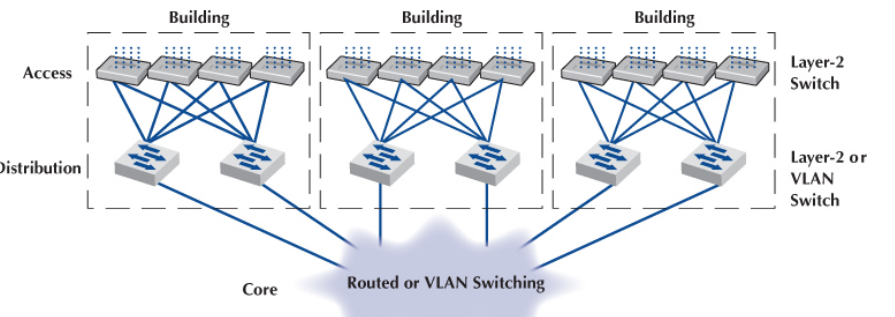 Building
Building
Building
Access
Layer-2
Switch
Distribution
Layer-2 or
VLAN
Switch
Core
Routed or VLAN Switching